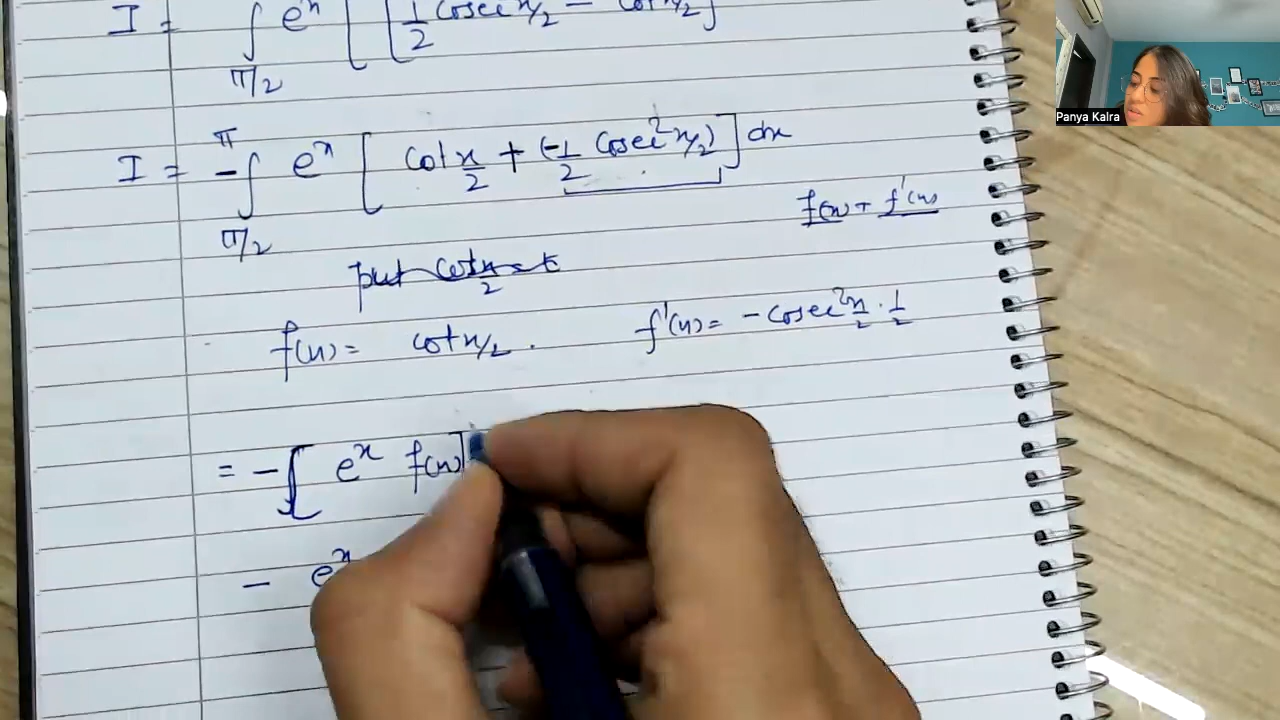 I = ∫ π/2 eˣ [ [ 1/2 cosec² x/2 - cot x/2 ]
Panya Kalra
I = - ∫ π/2 π eˣ [ cot x/2 + (-1/2 cosec² x/2) ] dx
f(x) + f'(x)
put cot x/2 = t
f(x) = cot x/2 . f'(x) = - cosec² x/2 . 1/2
= - [ eˣ f(x) ]
- eˣ